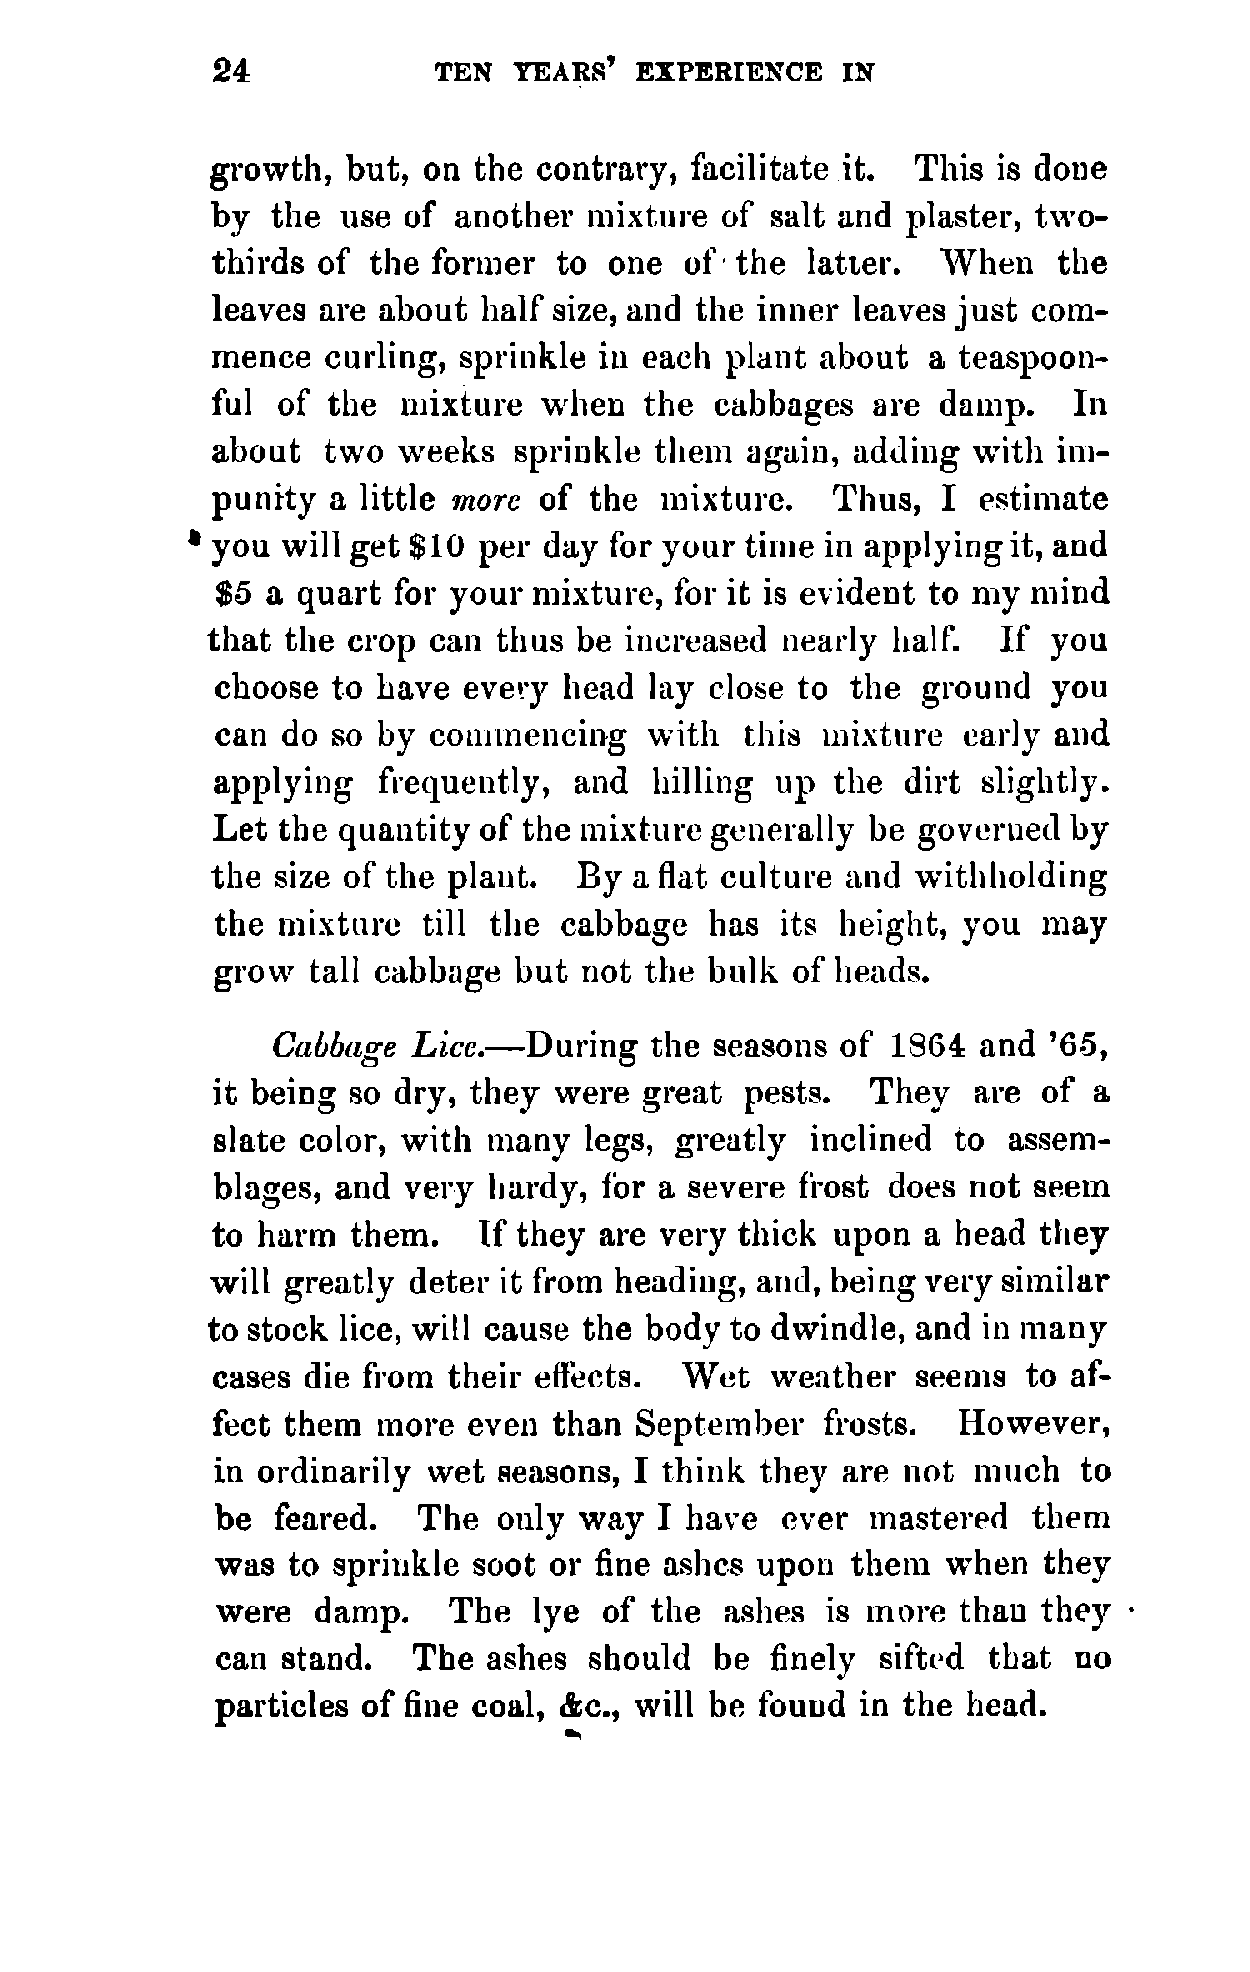 24 TEN YEARS' EXPERIENCE IN
growth, but, on the contrary, facilitate it. This is done
by the use of another mixture of salt and plaster, two-
thirds of the former to one of the latter. When the
leaves are about half size, and the inner leaves just com-
mence curling, sprinkle in each plant about a teaspoon-
ful of the mixture when the cabbages are damp. In
about two weeks sprinkle them again, adding with im-
punity a little more of the mixture. Thus, I estimate
you will get $10 per day for your time in applying it, and
$5 a quart for your mixture, for it is evident to my mind
that the crop can thus be increased nearly half. If you
choose to have every head lay close to the ground you
can do so by commencing with this mixture early and
applying frequently, and hilling up the dirt slightly.
Let the quantity of the mixture generally be governed by
the size of the plant. By a flat culture and withholding
the mixture till the cabbage has its height, you may
grow tall cabbage but not the bulk of heads.
Cabbage Lice.—During the seasons of 1864 and '65,
it being so dry, they were great pests. They are of a
slate color, with many legs, greatly inclined to assem-
blages, and very hardy, for a severe frost does not seem
to harm them. If they are very thick upon a head they
will greatly deter it from heading, and, being very similar
to stock lice, will cause the body to dwindle, and in many
cases die from their effects. Wet weather seems to af-
fect them more even than September frosts. However,
in ordinarily wet seasons, I think they are not much to
be feared. The only way I have ever mastered them
was to sprinkle soot or fine ashes upon them when they
were damp. The lye of the ashes is more than they
can stand. The ashes should be finely sifted that no
particles of fine coal, &c., will be found in the head.